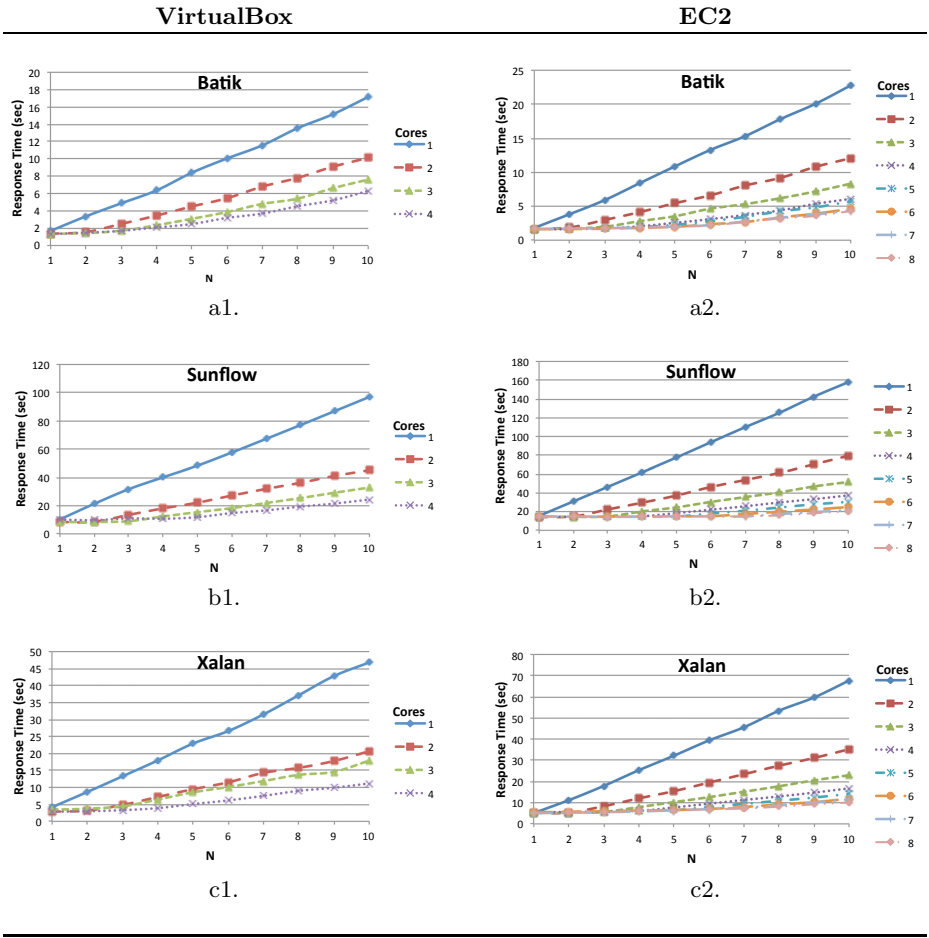 VirtualBox
EC2
Batik
Response Time (sec)
20
18
16
14
12
10
8
6
4
2
0
1 2 3 4 5 6 7 8 9 10
N
Cores
1
2
3
4
a1.
Batik
Response Time (sec)
25
20
15
10
5
0
1 2 3 4 5 6 7 8 9 10
N
Cores
1
2
3
4
5
6
7
8
a2.
Sunflow
Response Time (sec)
120
100
80
60
40
20
0
1 2 3 4 5 6 7 8 9 10
N
Cores
1
2
3
4
b1.
Sunflow
Response Time (sec)
180
160
140
120
100
80
60
40
20
0
1 2 3 4 5 6 7 8 9 10
N
1
2
3
4
5
6
7
8
b2.
Xalan
Response Time (sec)
50
45
40
35
30
25
20
15
10
5
0
1 2 3 4 5 6 7 8 9 10
N
Cores
1
2
3
4
c1.
Xalan
Response Time (sec)
80
70
60
50
40
30
20
10
0
1 2 3 4 5 6 7 8 9 10
N
Cores
1
2
3
4
5
6
7
8
c2.